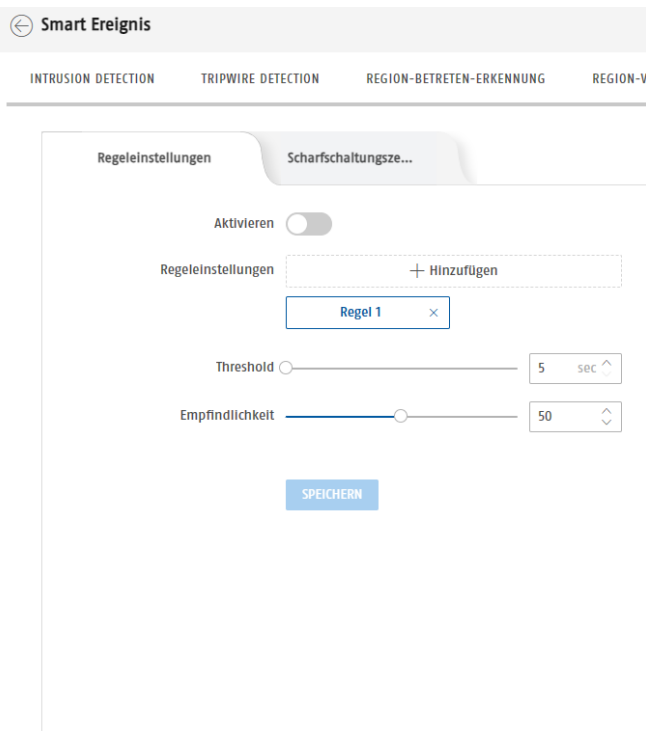 Smart Ereignis
INTRUSION DETECTION TRIPWIRE DETECTION REGION-BETRETEN-ERKENNUNG REGION-V
Regeleinstellungen Scharfschaltungsze...
Aktivieren
Regeleinstellungen + Hinzufügen
Regel 1 ×
Threshold 5 sec
Empfindlichkeit 50
SPEICHERN